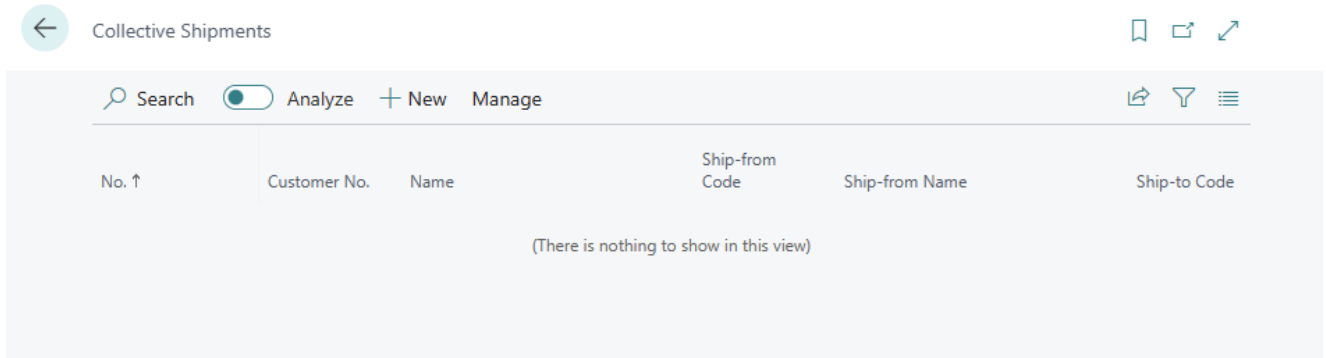 Collective Shipments
Search Analyze New Manage
No. ↑ Customer No. Name Ship-from Code Ship-from Name Ship-to Code
(There is nothing to show in this view)